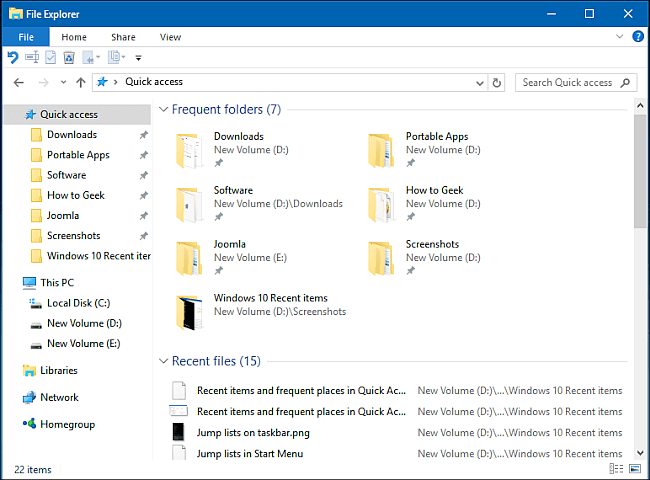 File Explorer
File Home Share View
Quick access Search Quick access
Quick access
Downloads
Portable Apps
Software
How to Geek
Joomla
Screenshots
Windows 10 Recent iter
This PC
Local Disk (C:)
New Volume (D:)
New Volume (E:)
Libraries
Network
Homegroup
Frequent folders (7)
Downloads
New Volume (D:)
Portable Apps
New Volume (D:)
Software
New Volume (D:)\Downloads
How to Geek
New Volume (D:)
Joomla
New Volume (E:)
Screenshots
New Volume (D:)
Windows 10 Recent items
New Volume (D:)\Screenshots
Recent files (15)
Recent items and frequent places in Quick Ac... New Volume (D:)\...\Windows 10 Recent items
Recent items and frequent places in Quick Ac... New Volume (D:)\...\Windows 10 Recent items
Jump lists on taskbar.png New Volume (D:)\...\Windows 10 Recent items
Jump lists in Start Menu New Volume (D:)\...\Windows 10 Recent items
22 items